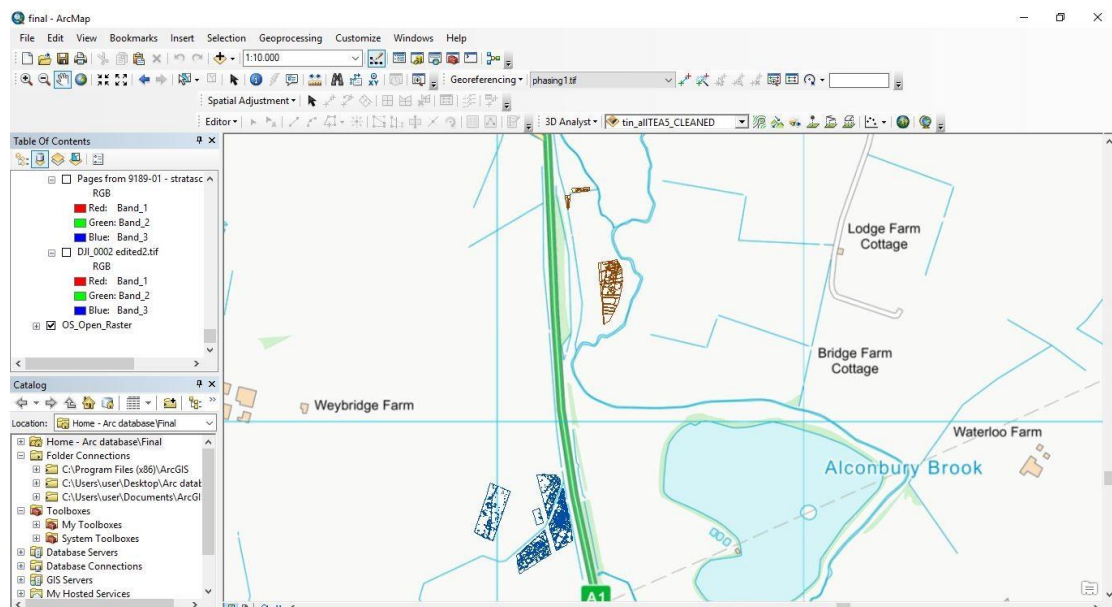 final - ArcMap
File Edit View Bookmarks Insert Selection Geoprocessing Customize Windows Help
1:10.000
Georeferencing phasing1.tif
Spatial Adjustment
Editor 3D Analyst tin_allTEA5_CLEANED
Table Of Contents
Pages from 9189-01 - stratasc
RGB
Red: Band_1
Green: Band_2
Blue: Band_3
DJI_0002 edited2.tif
RGB
Red: Band_1
Green: Band_2
Blue: Band_3
OS_Open_Raster
Catalog
Location: Home - Arc database\Final
Home - Arc database\Final
Folder Connections
C:\Program Files (x86)\ArcGIS
C:\Users\user\Desktop\Arc datab
C:\Users\user\Documents\ArcGI
Toolboxes
My Toolboxes
System Toolboxes
Database Servers
Database Connections
GIS Servers
My Hosted Services
Lodge Farm
Cottage
Bridge Farm
Cottage
Weybridge Farm
Waterloo Farm
Alconbury Brook
A1